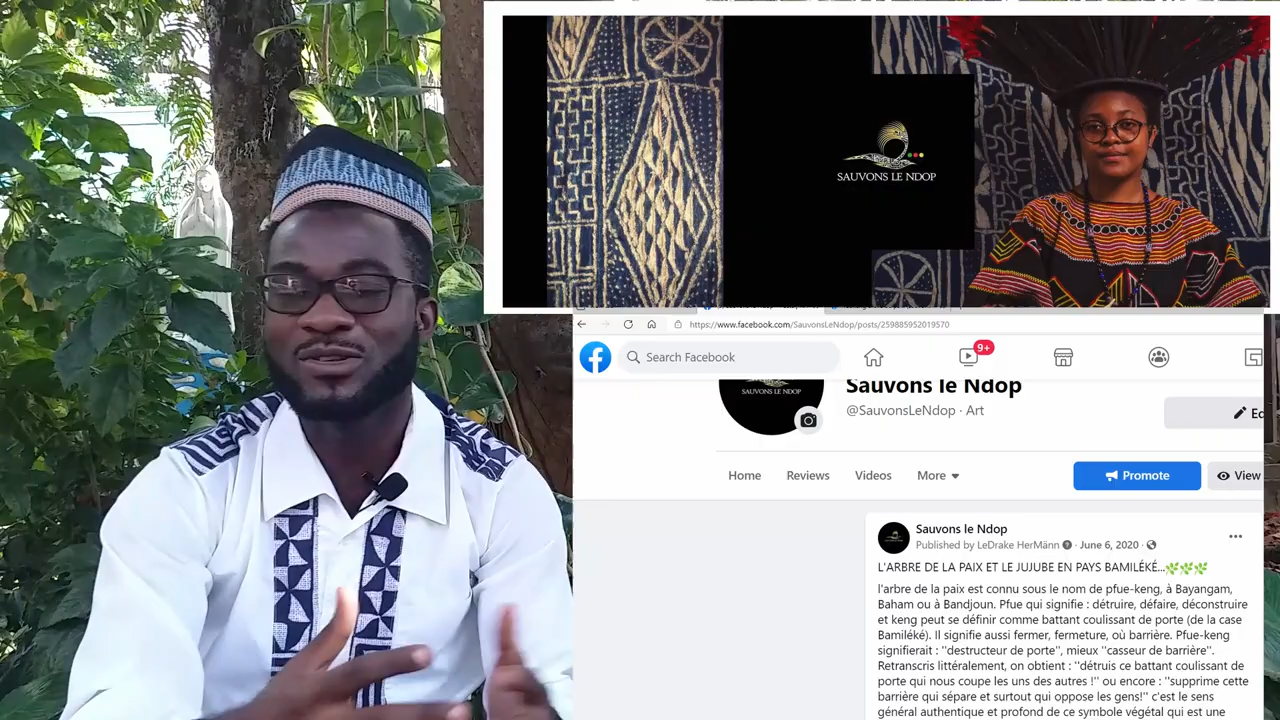 SAUVONS LE NDOP
https://www.facebook.com/SauvonsLeNdop/posts/259885952019570
Search Facebook
9+
SAUVONS LE NDOP
Sauvons le Ndop
@SauvonsLeNdop · Art
Ed
Home Reviews Videos More
Promote
View
Sauvons le Ndop
Published by LeDrake HerMänn · June 6, 2020 ·
L'ARBRE DE LA PAIX ET LE JUJUBE EN PAYS BAMILÉKÉ...🌿🌿🌿
l'arbre de la paix est connu sous le nom de pfue-keng, à Bayangam,
Baham ou à Bandjoun. Pfue qui signifie : détruire, défaire, déconstruire
et keng peut se définir comme battant coulissant de porte (de la case
Bamiléké). Il signifie aussi fermer, fermeture, où barrière. Pfue-keng
signifierait : ''destructeur de porte'', mieux ''casseur de barrière''.
Retranscris littéralement, on obtient : ''détruis ce battant coulissant de
porte qui nous coupe les uns des autres !'' ou encore : ''supprime cette
barrière qui sépare et surtout qui oppose les gens!'' c'est le sens
général authentique et profond de ce symbole végétal qui est une